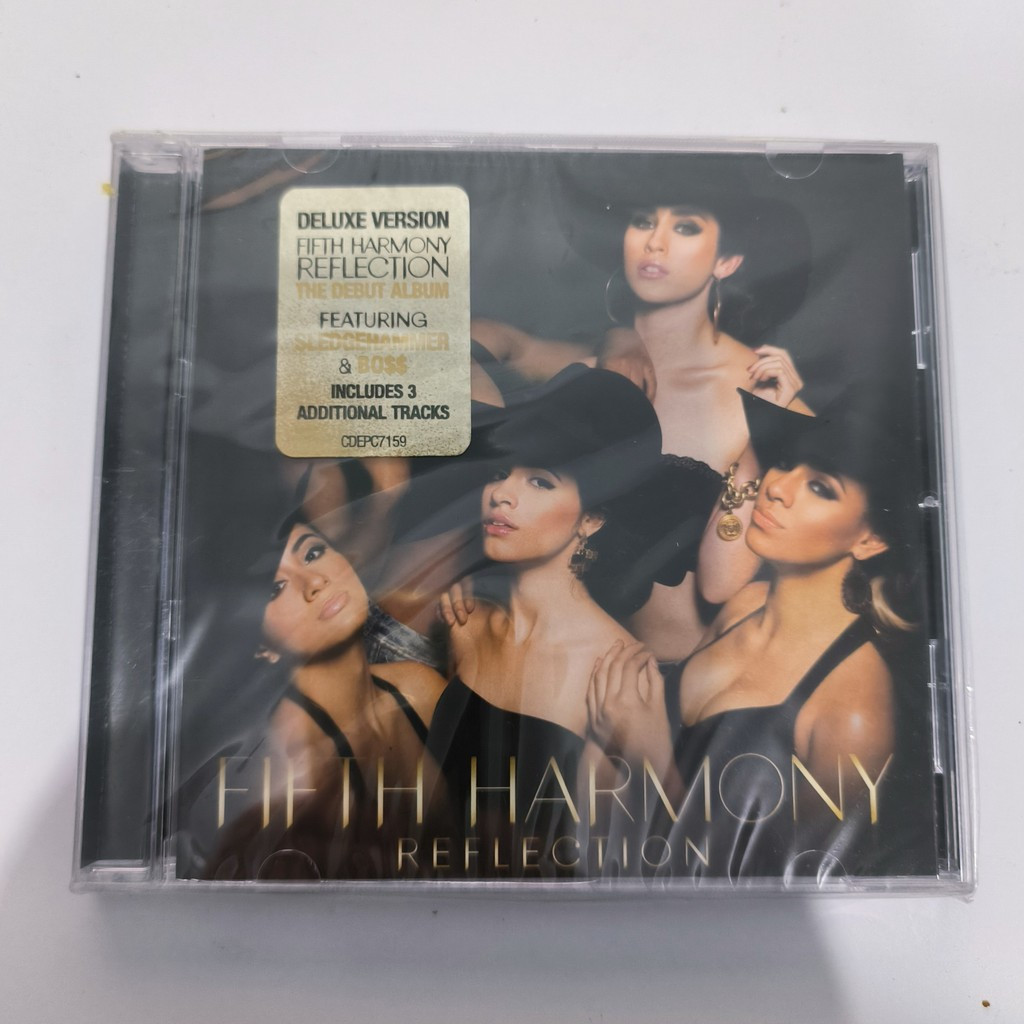 DELUXE VERSION
FIFTH HARMONY
REFLECTION
THE DEBUT ALBUM
FEATURING
SLEDGEHAMMER
& BO$$
INCLUDES 3
ADDITIONAL TRACKS
CDEPC7159
FIFTH HARMONY
REFLECTION